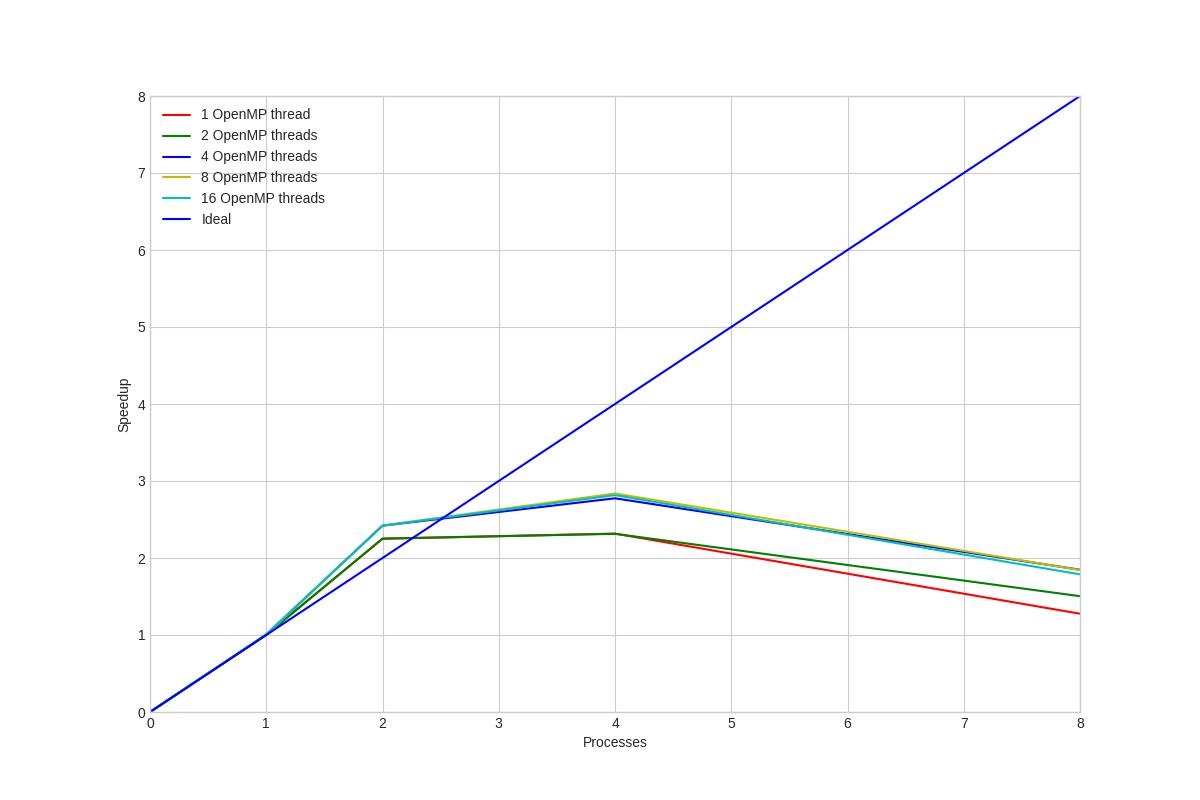 8
7
6
5
4
3
2
1
0
1 OpenMP thread
2 OpenMP threads
4 OpenMP threads
8 OpenMP threads
16 OpenMP threads
Ideal
Speedup
0 1 2 3 4 5 6 7 8
Processes